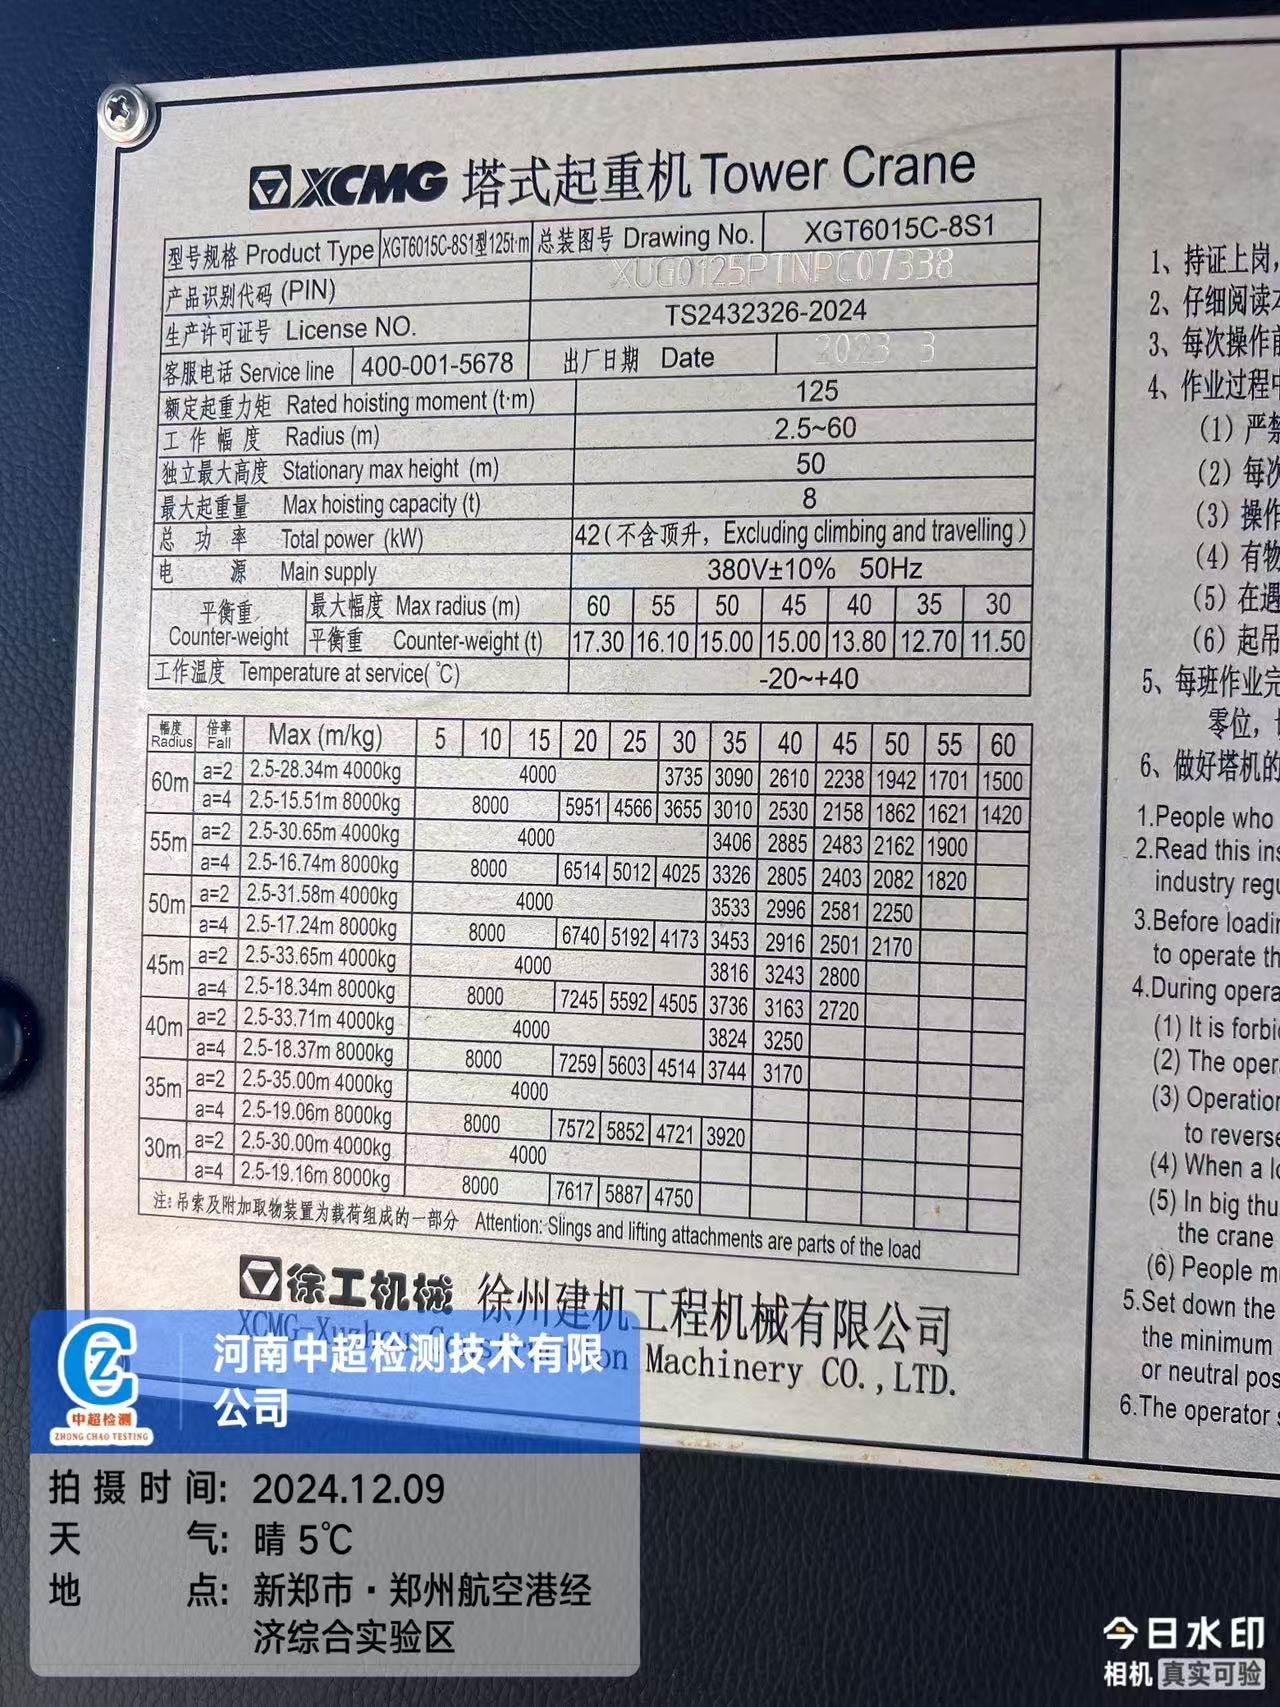 XCMG 塔式起重机 Tower Crane
型号规格 Product Type XGT6015C-8S1型125t·m 总装图号 Drawing No. XGT6015C-8S1
产品识别代码 (PIN) XUG0125PTNPC07338
生产许可证号 License NO. TS2432326-2024
客服电话 Service line 400-001-5678 出厂日期 Date 2023 3
额定起重力矩 Rated hoisting moment (t·m) 125
工作幅度 Radius (m) 2.5~60
独立最大高度 Stationary max height (m) 50
最大起重量 Max hoisting capacity (t) 8
总功率 Total power (kW) 42(不含顶升, Excluding climbing and travelling)
电源 Main supply 380V±10% 50Hz
平衡重 Counter-weight 最大幅度 Max radius (m) 60 55 50 45 40 35 30
平衡重 Counter-weight (t) 17.30 16.10 15.00 15.00 13.80 12.70 11.50
工作温度 Temperature at service(℃) -20~+40
幅度 Radius 倍率 Fall Max (m/kg) 5 10 15 20 25 30 35 40 45 50 55 60
60m a=2 2.5-28.34m 4000kg 4000 3735 3090 2610 2238 1942 1701 1500
a=4 2.5-15.51m 8000kg 8000 5951 4566 3655 3010 2530 2158 1862 1621 1420
55m a=2 2.5-30.65m 4000kg 4000 3406 2885 2483 2162 1900
a=4 2.5-16.74m 8000kg 8000 6514 5012 4025 3326 2805 2403 2082 1820
50m a=2 2.5-31.58m 4000kg 4000 3533 2996 2581 2250
a=4 2.5-17.24m 8000kg 8000 6740 5192 4173 3453 2916 2501 2170
45m a=2 2.5-33.65m 4000kg 4000 3816 3243 2800
a=4 2.5-18.34m 8000kg 8000 7245 5592 4505 3736 3163 2720
40m a=2 2.5-33.71m 4000kg 4000 3824 3250
a=4 2.5-18.37m 8000kg 8000 7259 5603 4514 3744 3170
35m a=2 2.5-35.00m 4000kg 4000
a=4 2.5-19.06m 8000kg 8000 7572 5852 4721 3920
30m a=2 2.5-30.00m 4000kg 4000
a=4 2.5-19.16m 8000kg 8000 7617 5887 4750
注:吊索及附加取物装置为载荷组成的一部分 Attention: Slings and lifting attachments are parts of the load
徐工机械 徐州建机工程机械有限公司
XCMG-Xuzhou Construction Machinery CO.,LTD.
1、持证上岗,
2、仔细阅读
3、每次操作
4、作业过程
(1) 严禁
(2) 每
(3) 操作
(4) 有物
(5) 在遇
(6) 起吊
5、每班作业完
零位,
6、做好塔机的
1.People who
2.Read this
industry
3.Before
to operate
4.During
(1) It is
(2) The
(3) Operation
to reverse
(4) When a
(5) In big
the crane
(6) People
5.Set down the
the minimum
or neutral
6.The operator
中超检测
ZHONG CHAO TESTING
河南中超检测技术有限
公司
拍摄时间: 2024.12.09
天气: 晴 5℃
地点: 新郑市·郑州航空港经
济综合实验区
今日水印
相机 真实可验